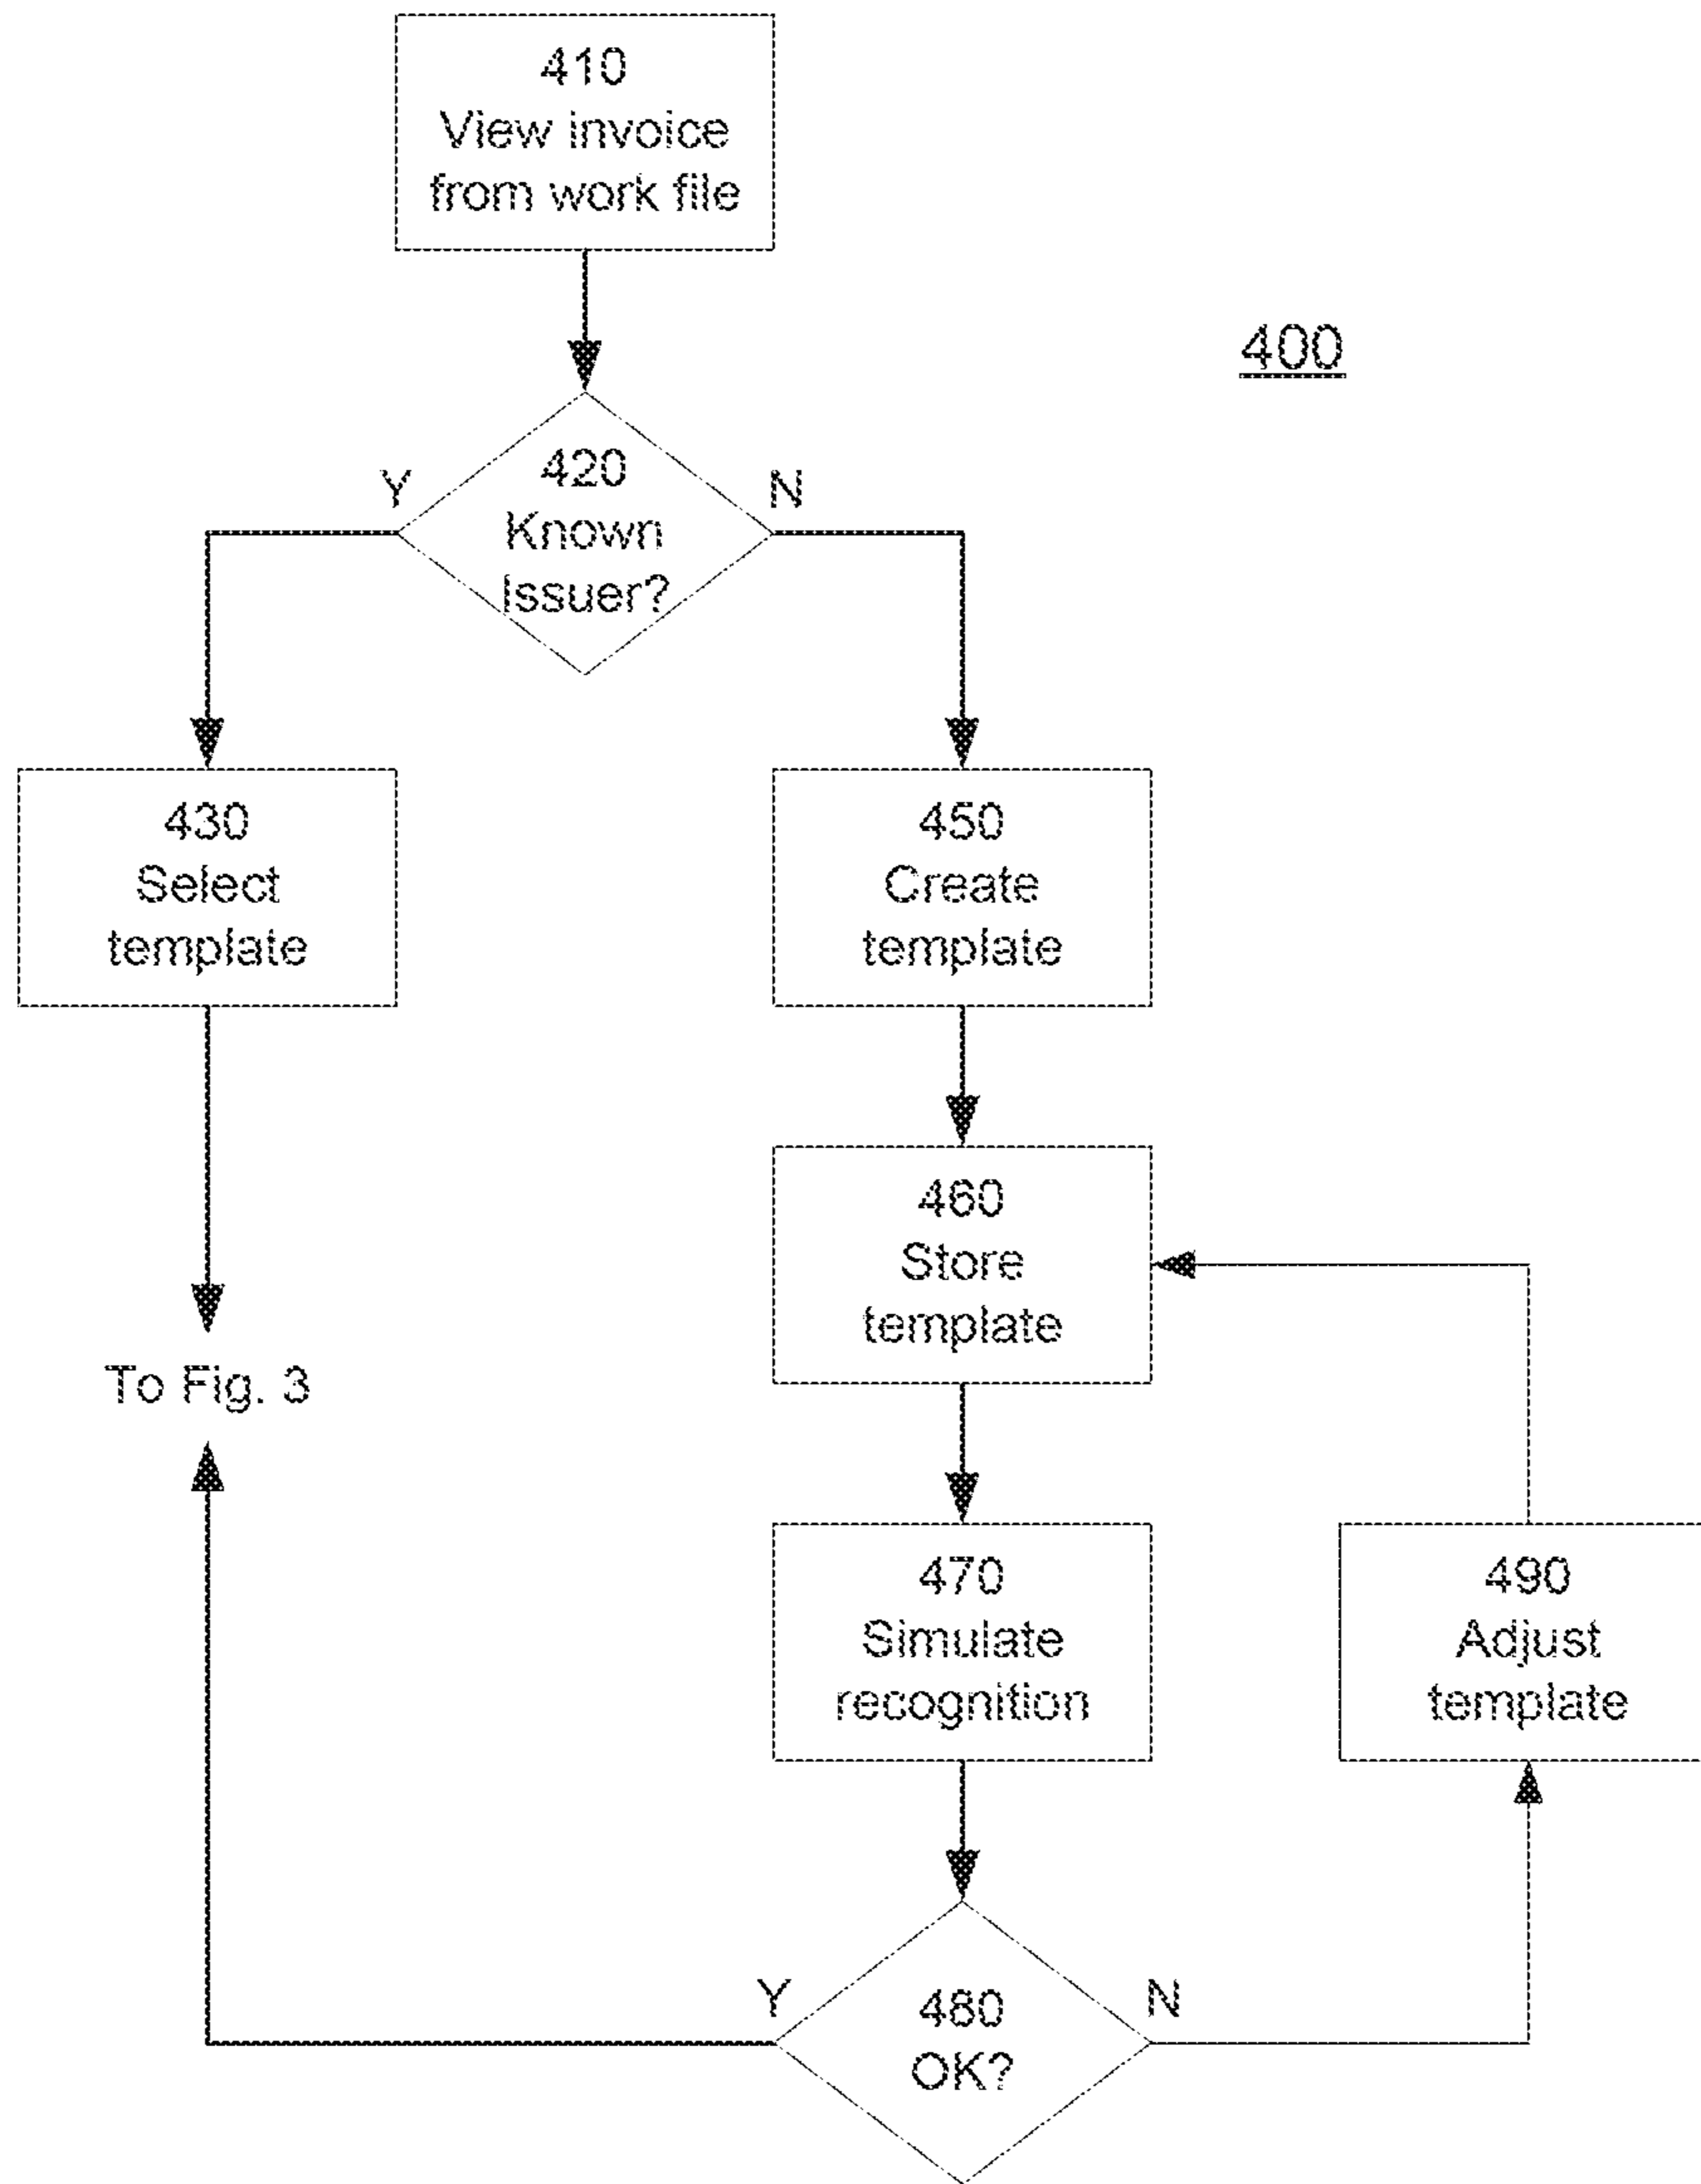 410
View invoice
from work file
400
Y
420
N
Known
Issuer?
430
Select
template
450
Create
template
460
Store
template
To Fig. 3
470
Simulate
recognition
490
Adjust
template
Y
480
N
OK?